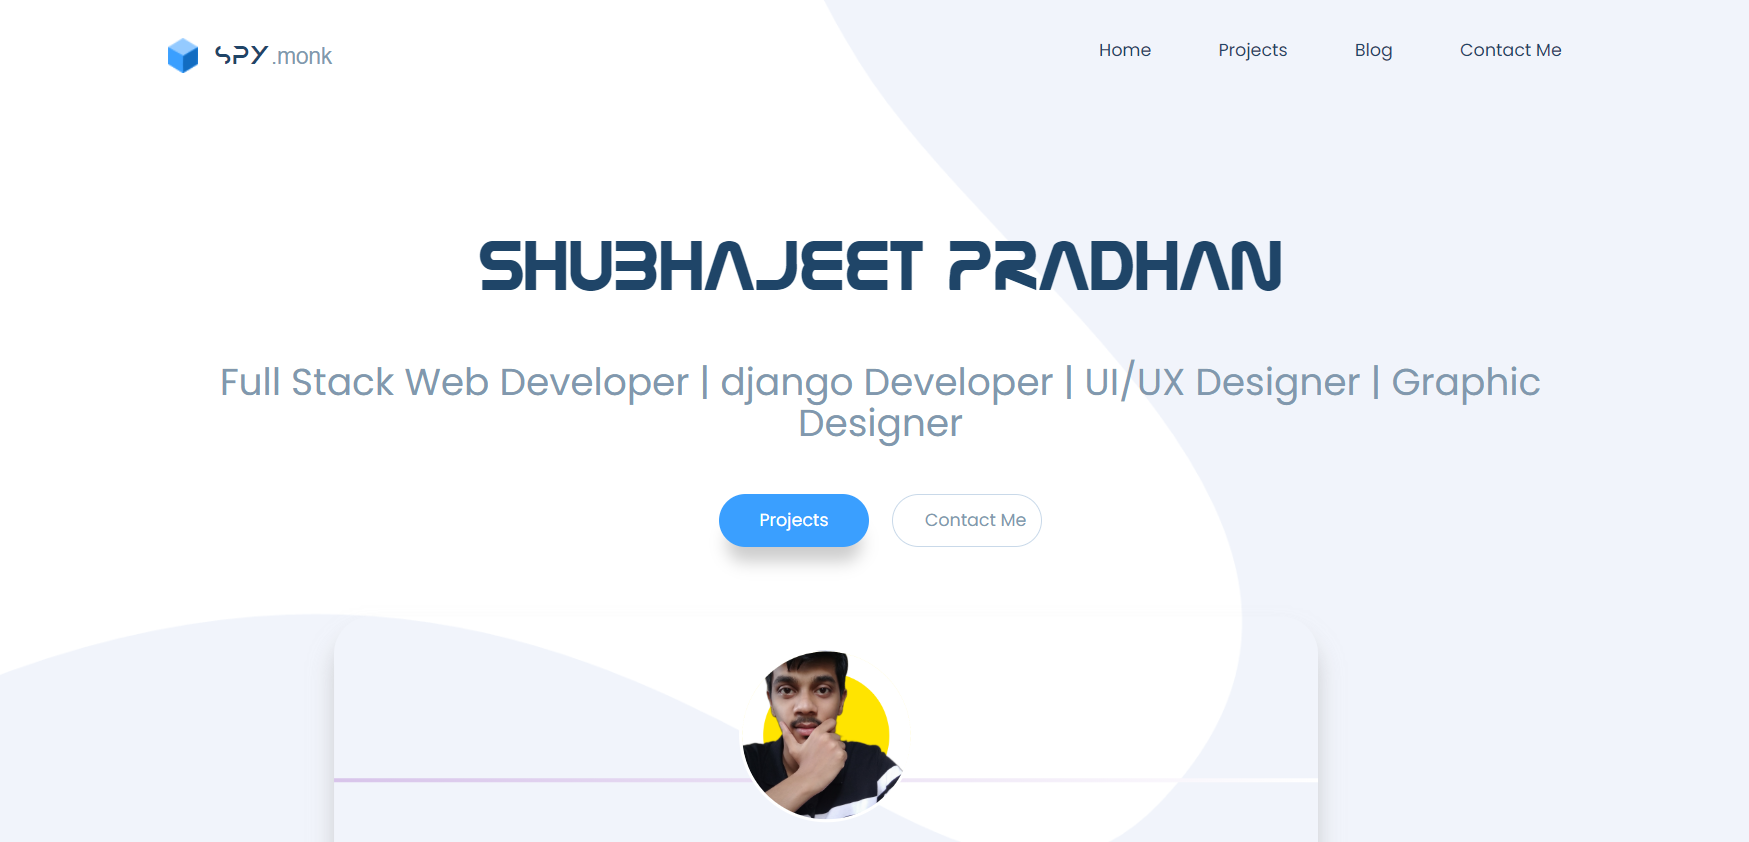 SPY.monk
Home
Projects
Blog
Contact Me
SHUBHAJEET PRADHAN
Full Stack Web Developer | django Developer | UI/UX Designer | Graphic
Designer
Projects
Contact Me